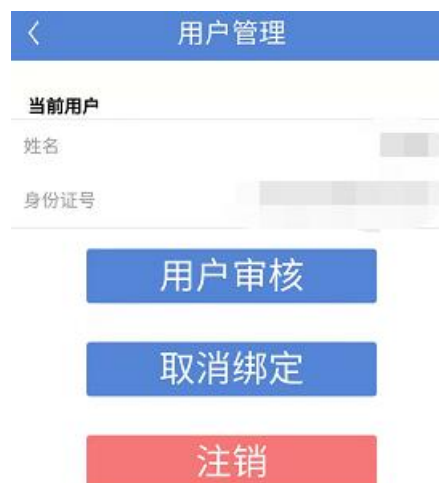 用户管理
当前用户
姓名
身份证号
用户审核
取消绑定
注销